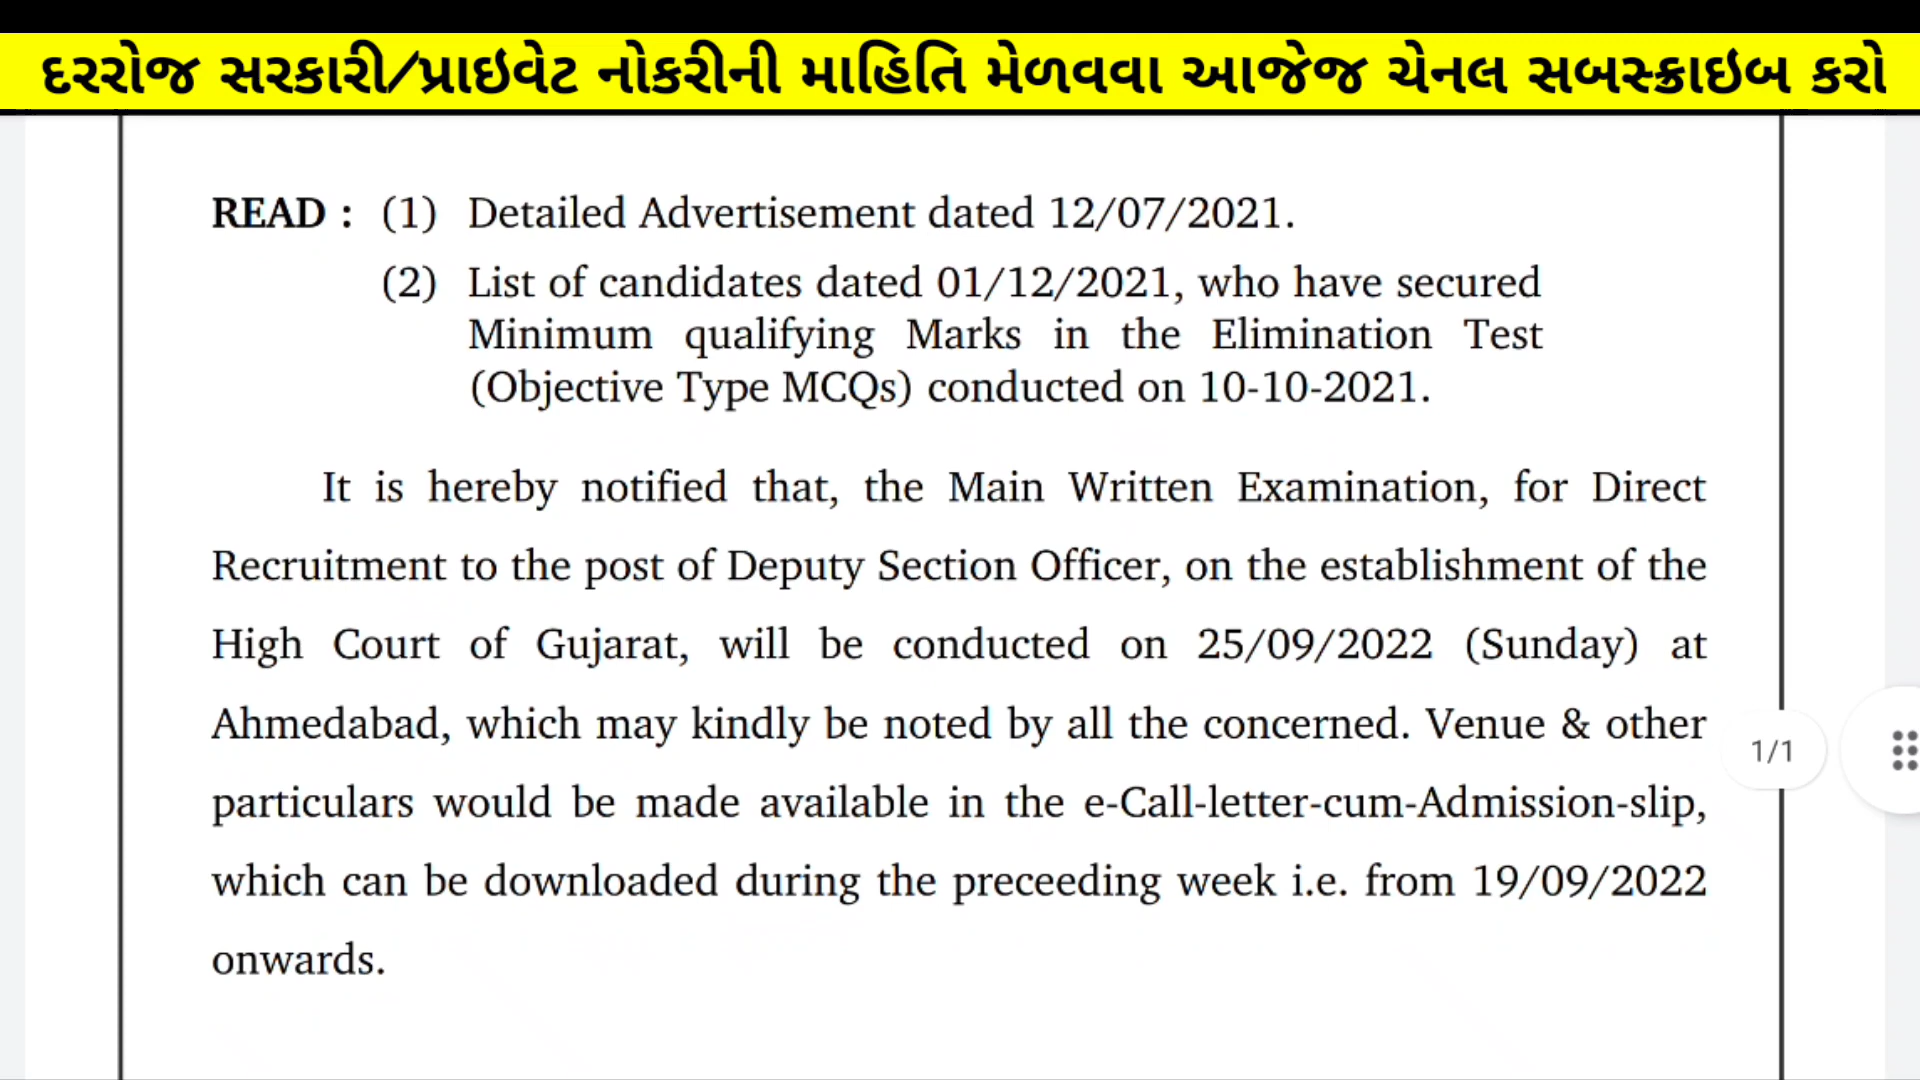 દરરોજ સરકારી/પ્રાઇવેટ નોકરીની માહિતિ મેળવવા આજેજ ચેનલ સબસ્ક્રાઇબ કરો
READ : (1) Detailed Advertisement dated 12/07/2021.
(2) List of candidates dated 01/12/2021, who have secured
Minimum qualifying Marks in the Elimination Test
(Objective Type MCQs) conducted on 10-10-2021.
It is hereby notified that, the Main Written Examination, for Direct
Recruitment to the post of Deputy Section Officer, on the establishment of the
High Court of Gujarat, will be conducted on 25/09/2022 (Sunday) at
Ahmedabad, which may kindly be noted by all the concerned. Venue & other
1/1
particulars would be made available in the e-Call-letter-cum-Admission-slip,
which can be downloaded during the preceeding week i.e. from 19/09/2022
onwards.